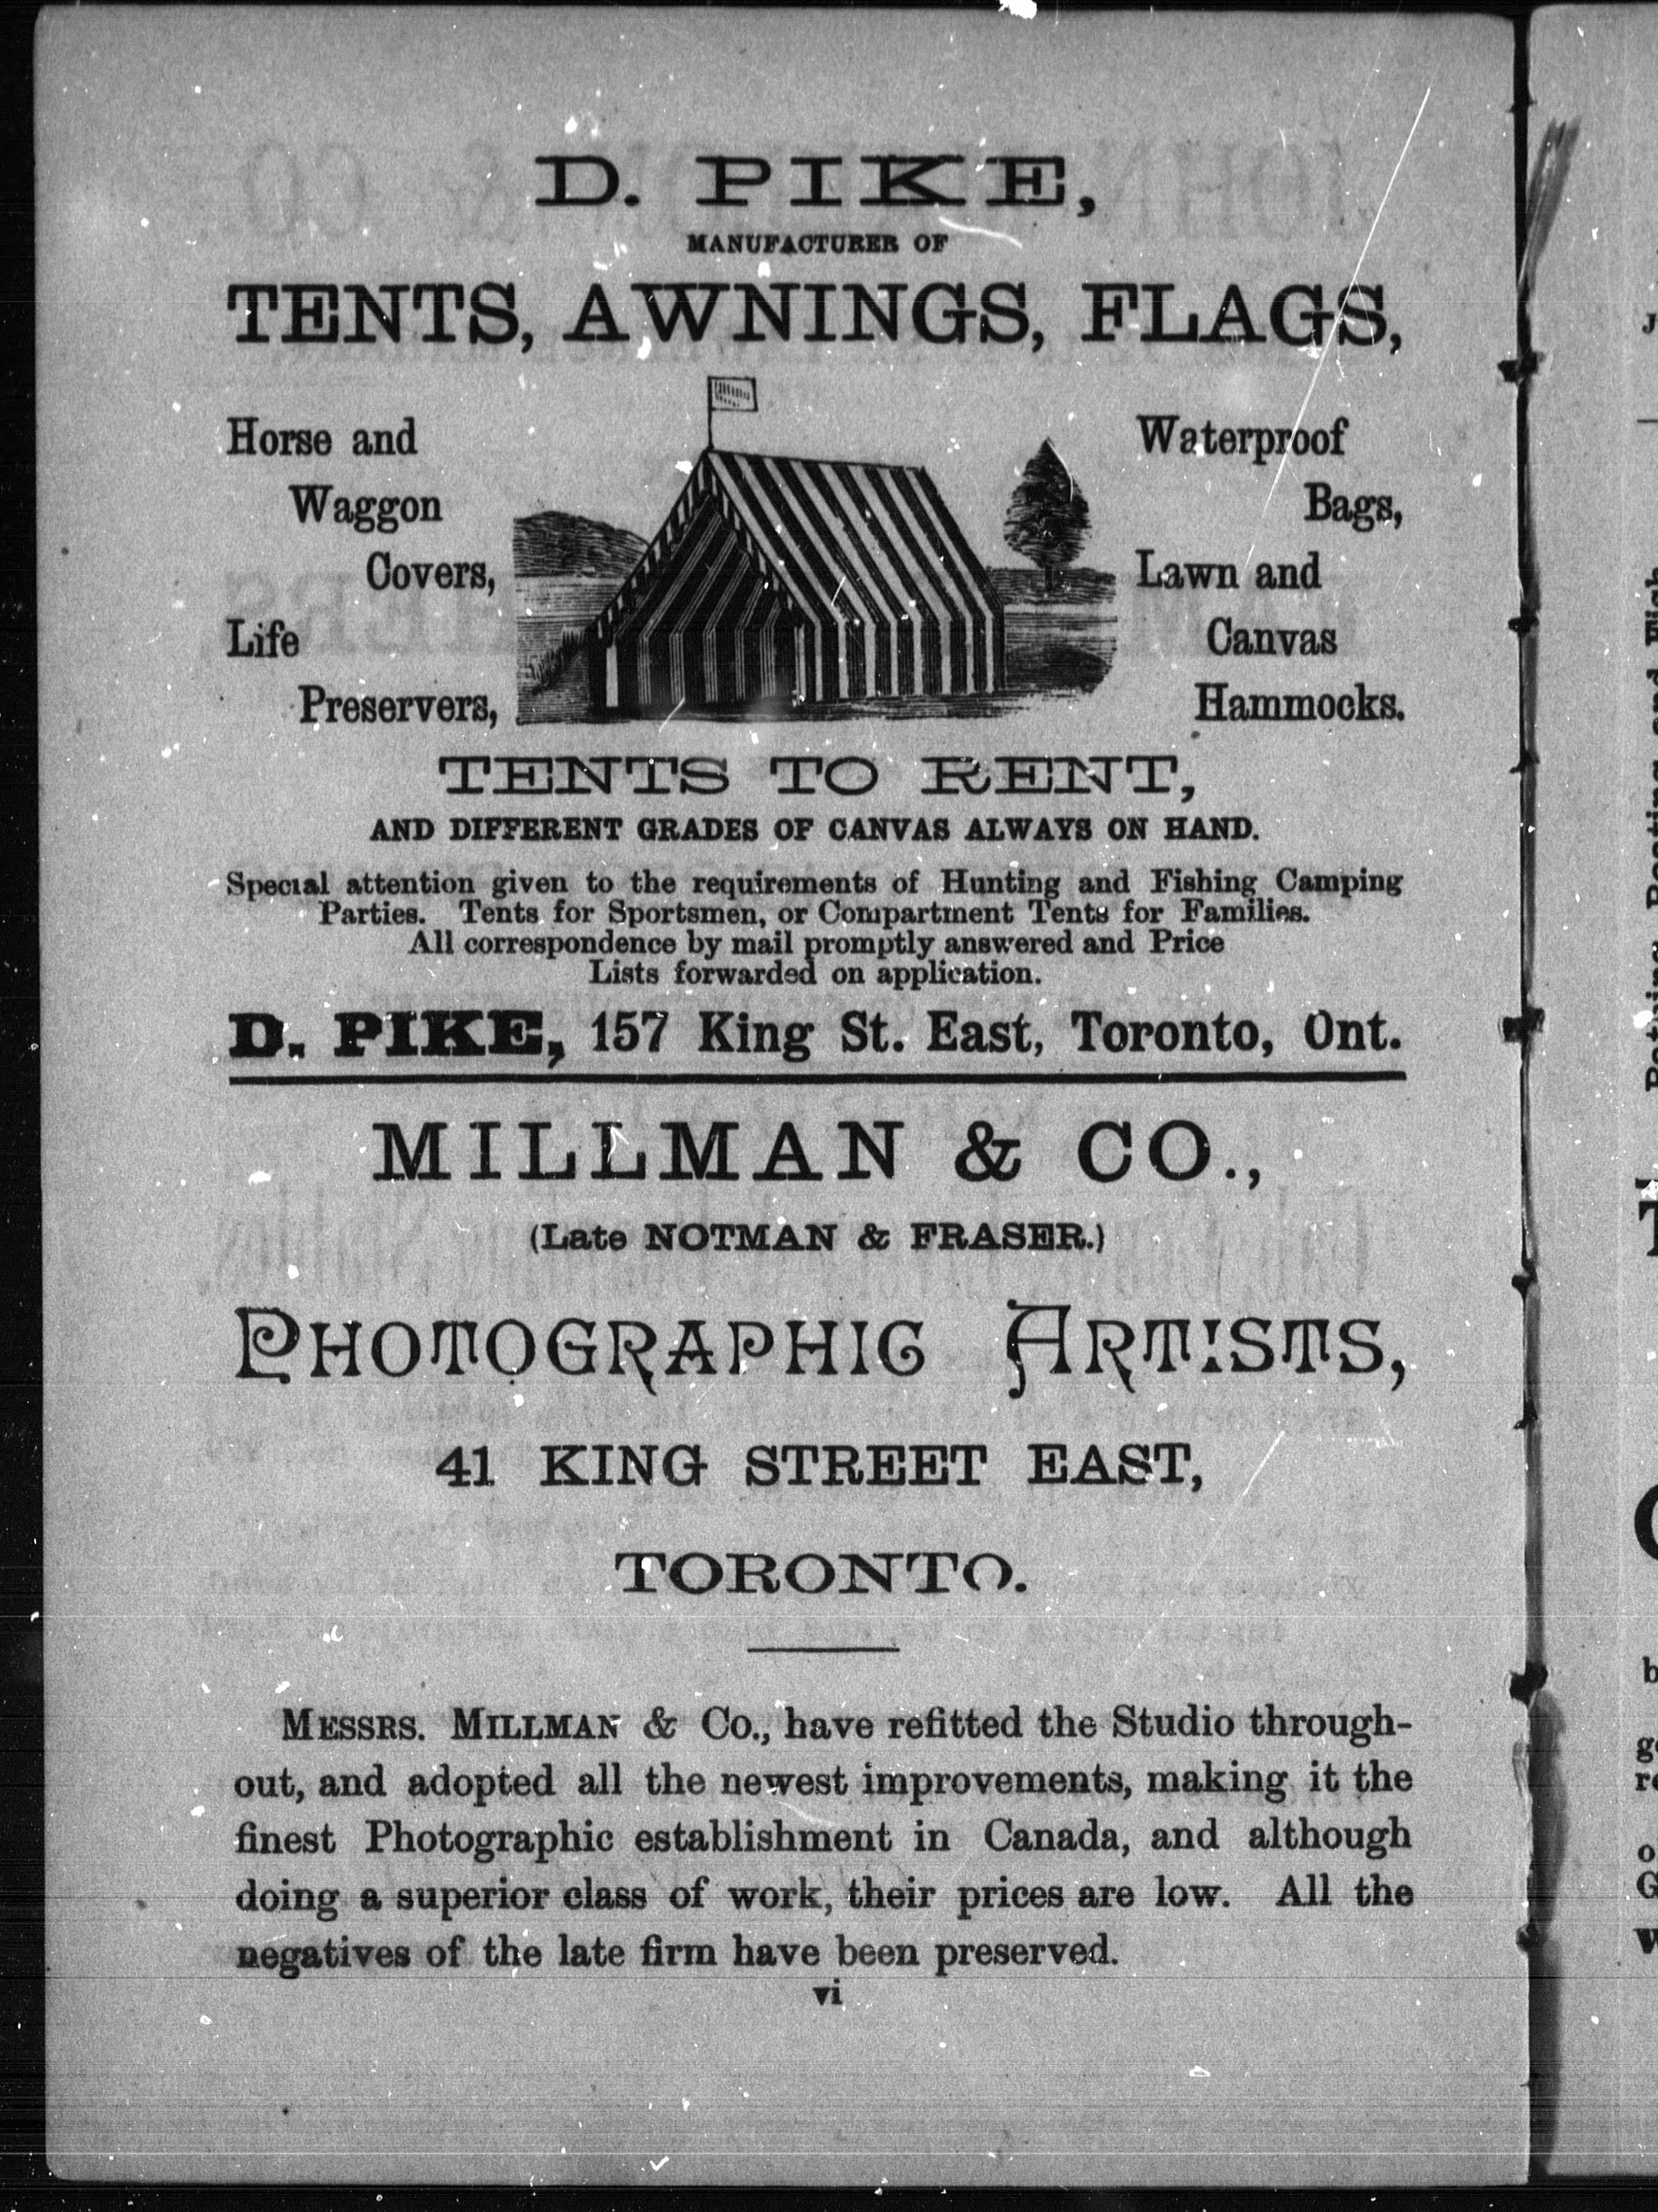 D. PIKE,
MANUFACTURER OF
TENTS, AWNINGS, FLAGS,
Horse and
Waggon
Covers,
Life
Preservers,
Waterproof
Bags,
Lawn and
Canvas
Hammocks.
TENTS TO RENT,
AND DIFFERENT GRADES OF CANVAS ALWAYS ON HAND.
Special attention given to the requirements of Hunting and Fishing Camping
Parties. Tents for Sportsmen, or Compartment Tents for Families.
All correspondence by mail promptly answered and Price
Lists forwarded on application.
D. PIKE, 157 King St. East, Toronto, Ont.
MILLMAN & CO.,
(Late NOTMAN & FRASER.)
PHOTOGRAPHIC ARTISTS,
41 KING STREET EAST,
TORONTO.
MESSRS. MILLMAN & Co., have refitted the Studio through-
out, and adopted all the newest improvements, making it the
finest Photographic establishment in Canada, and although
doing a superior class of work, their prices are low. All the
negatives of the late firm have been preserved.
vi